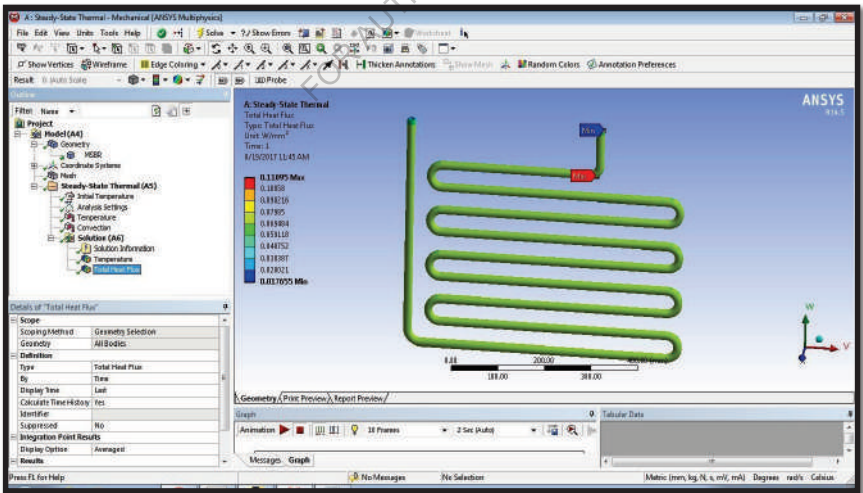 A : Steady-State Thermal - Mechanical [ANSYS Multiphysics]
File Edit View Units Tools Help Solve ?/ Show Errors Worksheet
Show Vertices Wireframe Edge Coloring Thicken Annotations Show Mesh Random Colors Annotation Preferences
Result (Auto Scale) Probe
Outline
Filter: Name
Project
Model (A4)
Geometry
MSBR
Coordinate Systems
Mesh
Steady-State Thermal (A5)
Initial Temperature
Analysis Settings
Temperature
Convection
Solution (A6)
Solution Information
Temperature
Total Heat Flux
Details of "Total Heat Flux"
Scope
Scoping Method Geometry Selection
Geometry All Bodies
Definition
Type Total Heat Flux
By Time
Display Time Last
Calculate Time History Yes
Identifier
Suppressed No
Integration Point Results
Display Option Averaged
Results
A: Steady-State Thermal
Total Heat Flux
Type: Total Heat Flux
Unit: W/mm²
Time: 1
8/19/2017 11:45 AM
0.11095 Max
0.10058
0.090216
0.07985
0.069484
0.059118
0.048752
0.038387
0.028021
0.017655 Min
ANSYS
R16.5
Min
0.00 200.00
100.00 300.00
W
V
Geometry Print Preview Report Preview
Graph
Animation 10 Frames 2 Sec (Auto)
Messages Graph
Tabular Data
Press F1 for Help No Messages No Selection Metric (mm, kg, N, s, mV, mA) Degrees rad/s Celsius